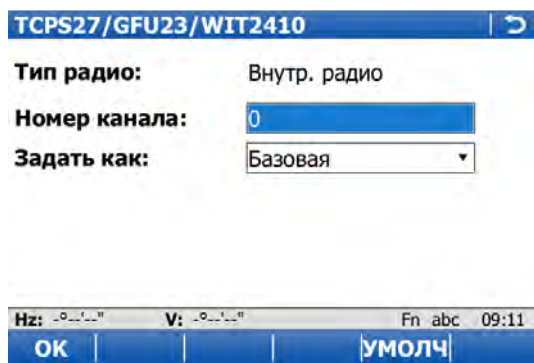 TCPS27/GFU23/WIT2410
Тип радио: Внутр. радио
Номер канала: 0
Задать как: Базовая
Hz: -°--'--" V: -°--'--" Fn abc 09:11
OK УМОЛЧ